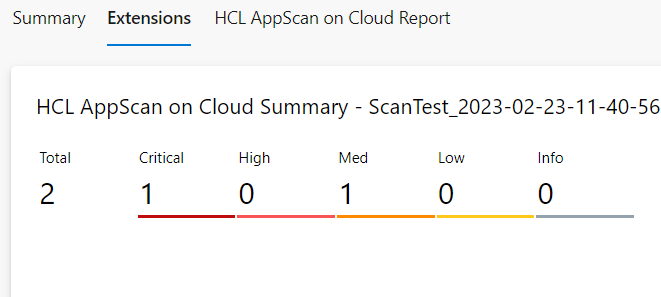 Summary Extensions HCL AppScan on Cloud Report
HCL AppScan on Cloud Summary - ScanTest_2023-02-23-11-40-56
Total Critical High Med Low Info
2 1 0 1 0 0